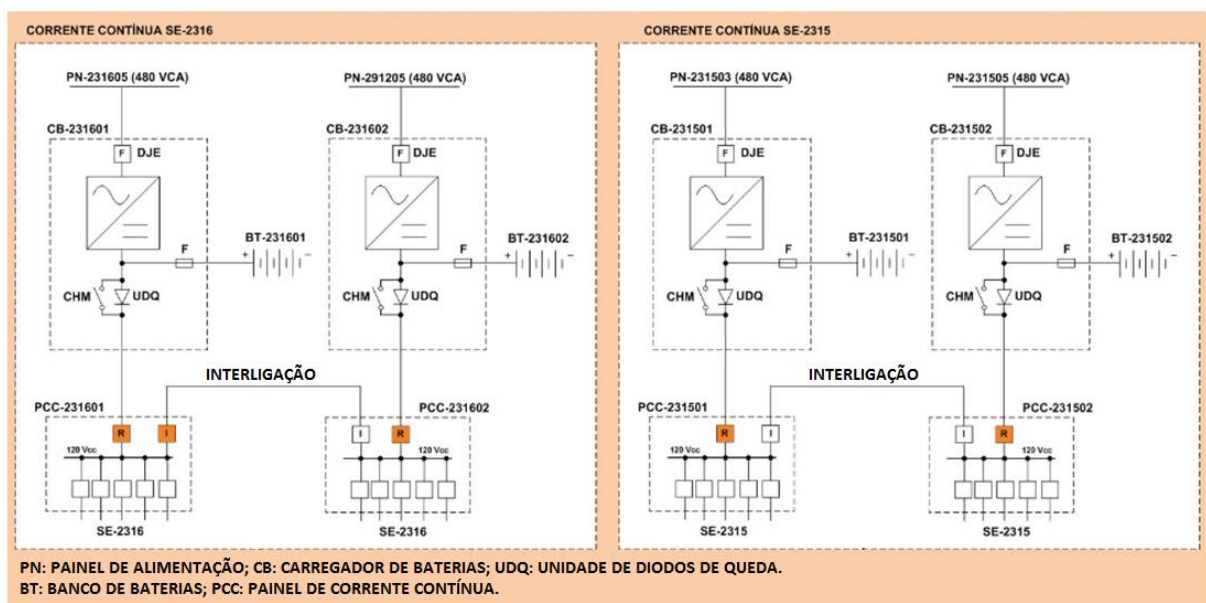 CORRENTE CONTÍNUA SE-2316
PN-231605 (480 VCA)
PN-291205 (480 VCA)
CB-231601
CB-231602
F DJE
F DJE
BT-231601
BT-231602
F
F
+ −
+ −
CHM
UDQ
CHM
UDQ
INTERLIGAÇÃO
PCC-231601
PCC-231602
R
I
I
R
120 Vcc
120 Vcc
SE-2316
SE-2316
CORRENTE CONTÍNUA SE-2315
PN-231503 (480 VCA)
PN-231505 (480 VCA)
CB-231501
CB-231502
F DJE
F DJE
BT-231501
BT-231502
F
F
+ −
+ −
CHM
UDQ
CHM
UDQ
INTERLIGAÇÃO
PCC-231501
PCC-231502
R
I
I
R
120 Vcc
120 Vcc
SE-2315
SE-2315
PN: PAINEL DE ALIMENTAÇÃO; CB: CARREGADOR DE BATERIAS; UDQ: UNIDADE DE DIODOS DE QUEDA.
BT: BANCO DE BATERIAS; PCC: PAINEL DE CORRENTE CONTÍNUA.